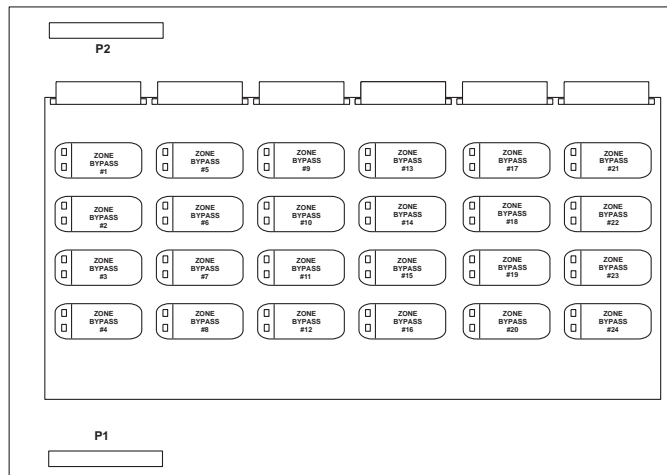 P2
ZONE
BYPASS
#1
ZONE
BYPASS
#5
ZONE
BYPASS
#9
ZONE
BYPASS
#13
ZONE
BYPASS
#17
ZONE
BYPASS
#21
ZONE
BYPASS
#2
ZONE
BYPASS
#6
ZONE
BYPASS
#10
ZONE
BYPASS
#14
ZONE
BYPASS
#18
ZONE
BYPASS
#22
ZONE
BYPASS
#3
ZONE
BYPASS
#7
ZONE
BYPASS
#11
ZONE
BYPASS
#15
ZONE
BYPASS
#19
ZONE
BYPASS
#23
ZONE
BYPASS
#4
ZONE
BYPASS
#8
ZONE
BYPASS
#12
ZONE
BYPASS
#16
ZONE
BYPASS
#20
ZONE
BYPASS
#24
P1